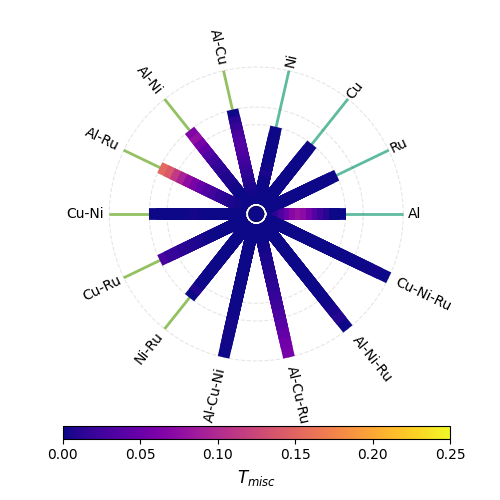 Al-Cu
Ni
Al-Ni
Cu
Al-Ru
Ru
Cu-Ni
Al
Cu-Ru
Cu-Ni-Ru
Ni-Ru
Al-Ni-Ru
Al-Cu-Ni
Al-Cu-Ru
0.00 0.05 0.10 0.15 0.20 0.25
T_misc